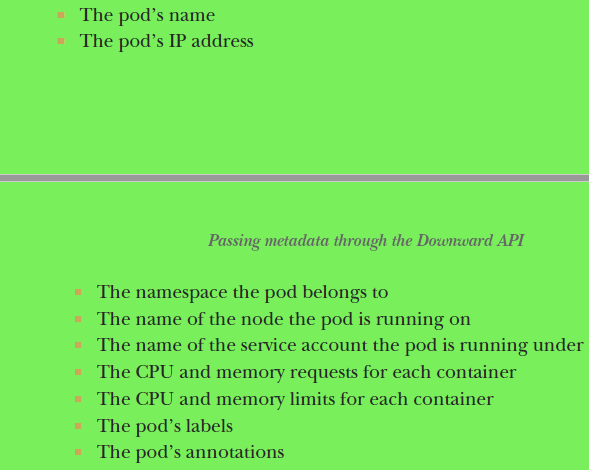 ▪ The pod’s name
▪ The pod’s IP address
Passing metadata through the Downward API
▪ The namespace the pod belongs to
▪ The name of the node the pod is running on
▪ The name of the service account the pod is running under
▪ The CPU and memory requests for each container
▪ The CPU and memory limits for each container
▪ The pod’s labels
▪ The pod’s annotations